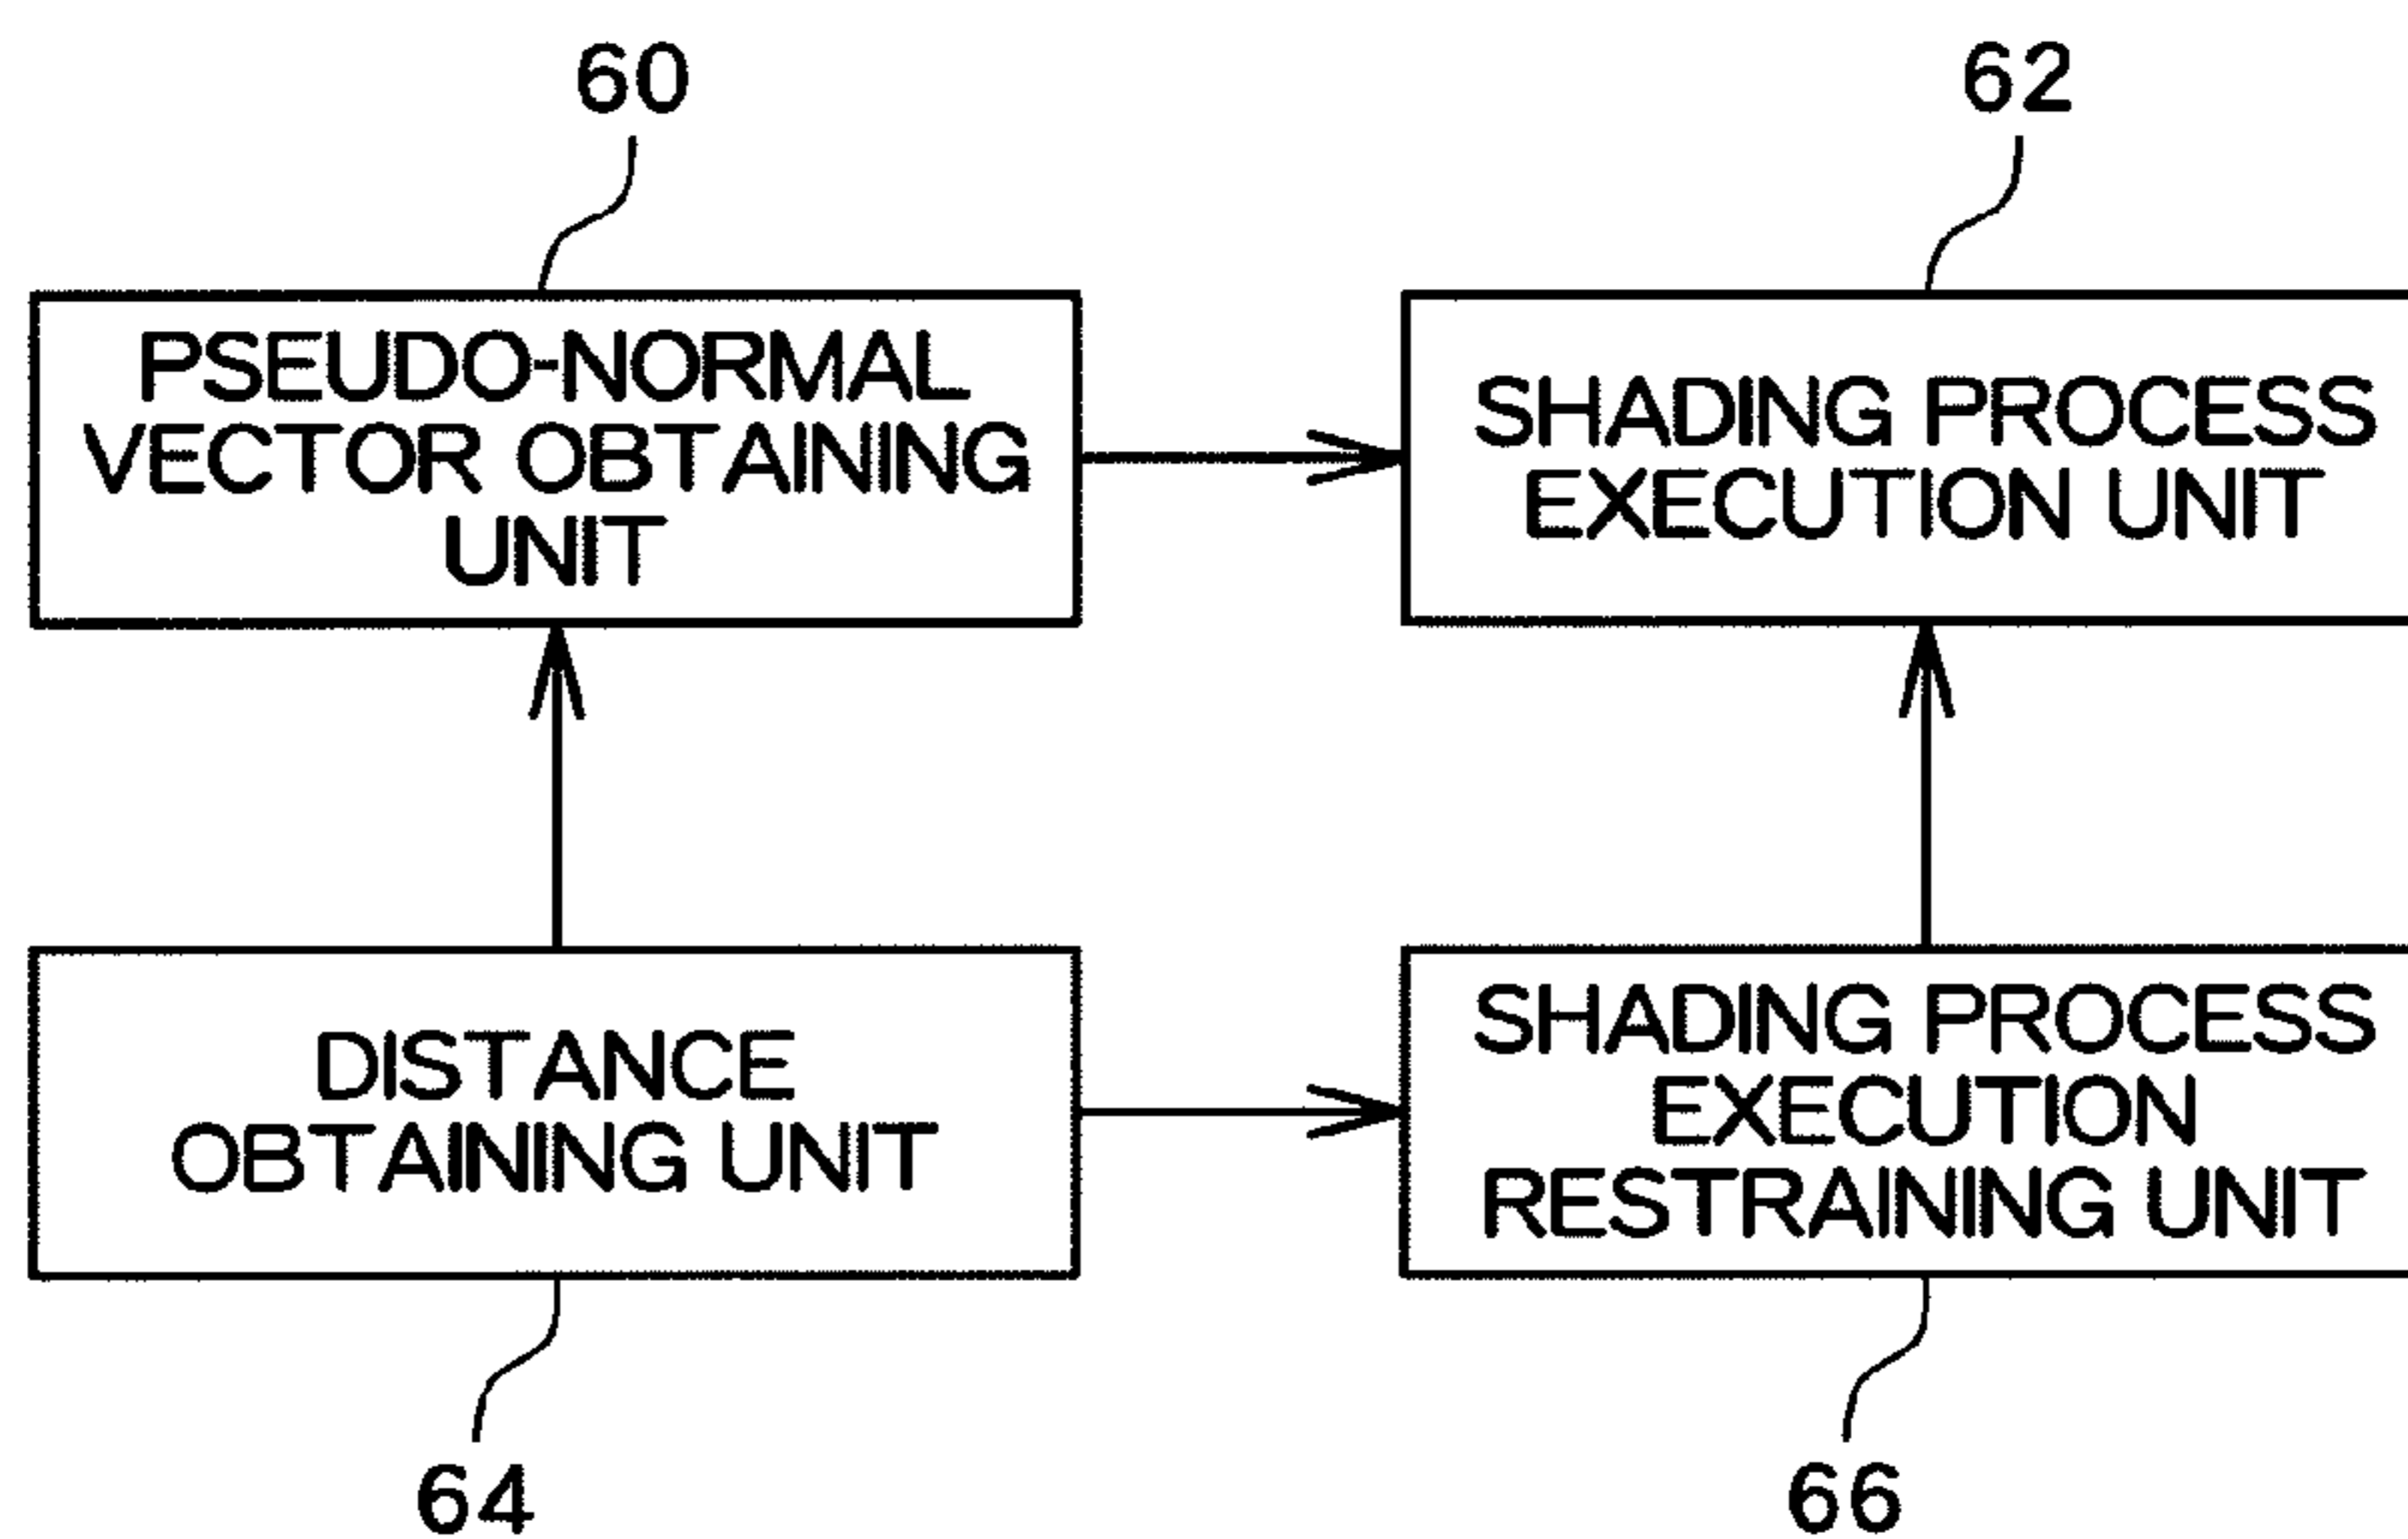 60
62
PSEUDO-NORMAL
VECTOR OBTAINING
UNIT
SHADING PROCESS
EXECUTION UNIT
DISTANCE
OBTAINING UNIT
SHADING PROCESS
EXECUTION
RESTRAINING UNIT
64
66